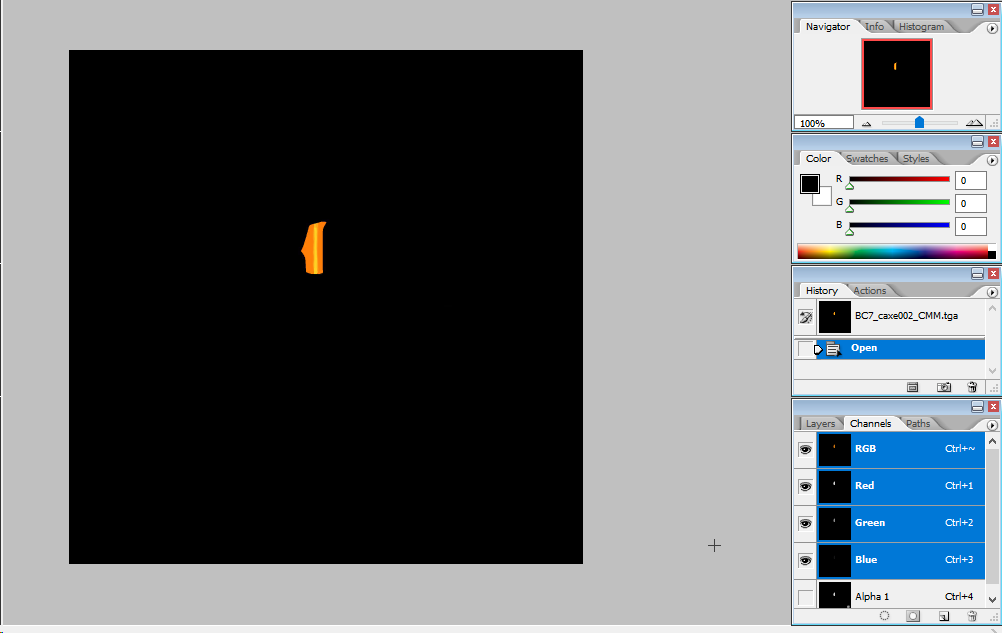 Navigator Info Histogram
100%
Color Swatches Styles
R 0
G 0
B 0
History Actions
BC7_caxe002_CMM.tga
Open
Layers Channels Paths
RGB Ctrl+~
Red Ctrl+1
Green Ctrl+2
Blue Ctrl+3
Alpha 1 Ctrl+4